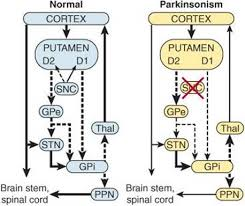 Normal
CORTEX
PUTAMEN
D2 D1
SNC
GPe
STN
Thal
GPi
Brain stem,
spinal cord
PPN
Parkinsonism
CORTEX
PUTAMEN
D2 D1
SNC
GPe
STN
Thal
GPi
Brain stem,
spinal cord
PPN